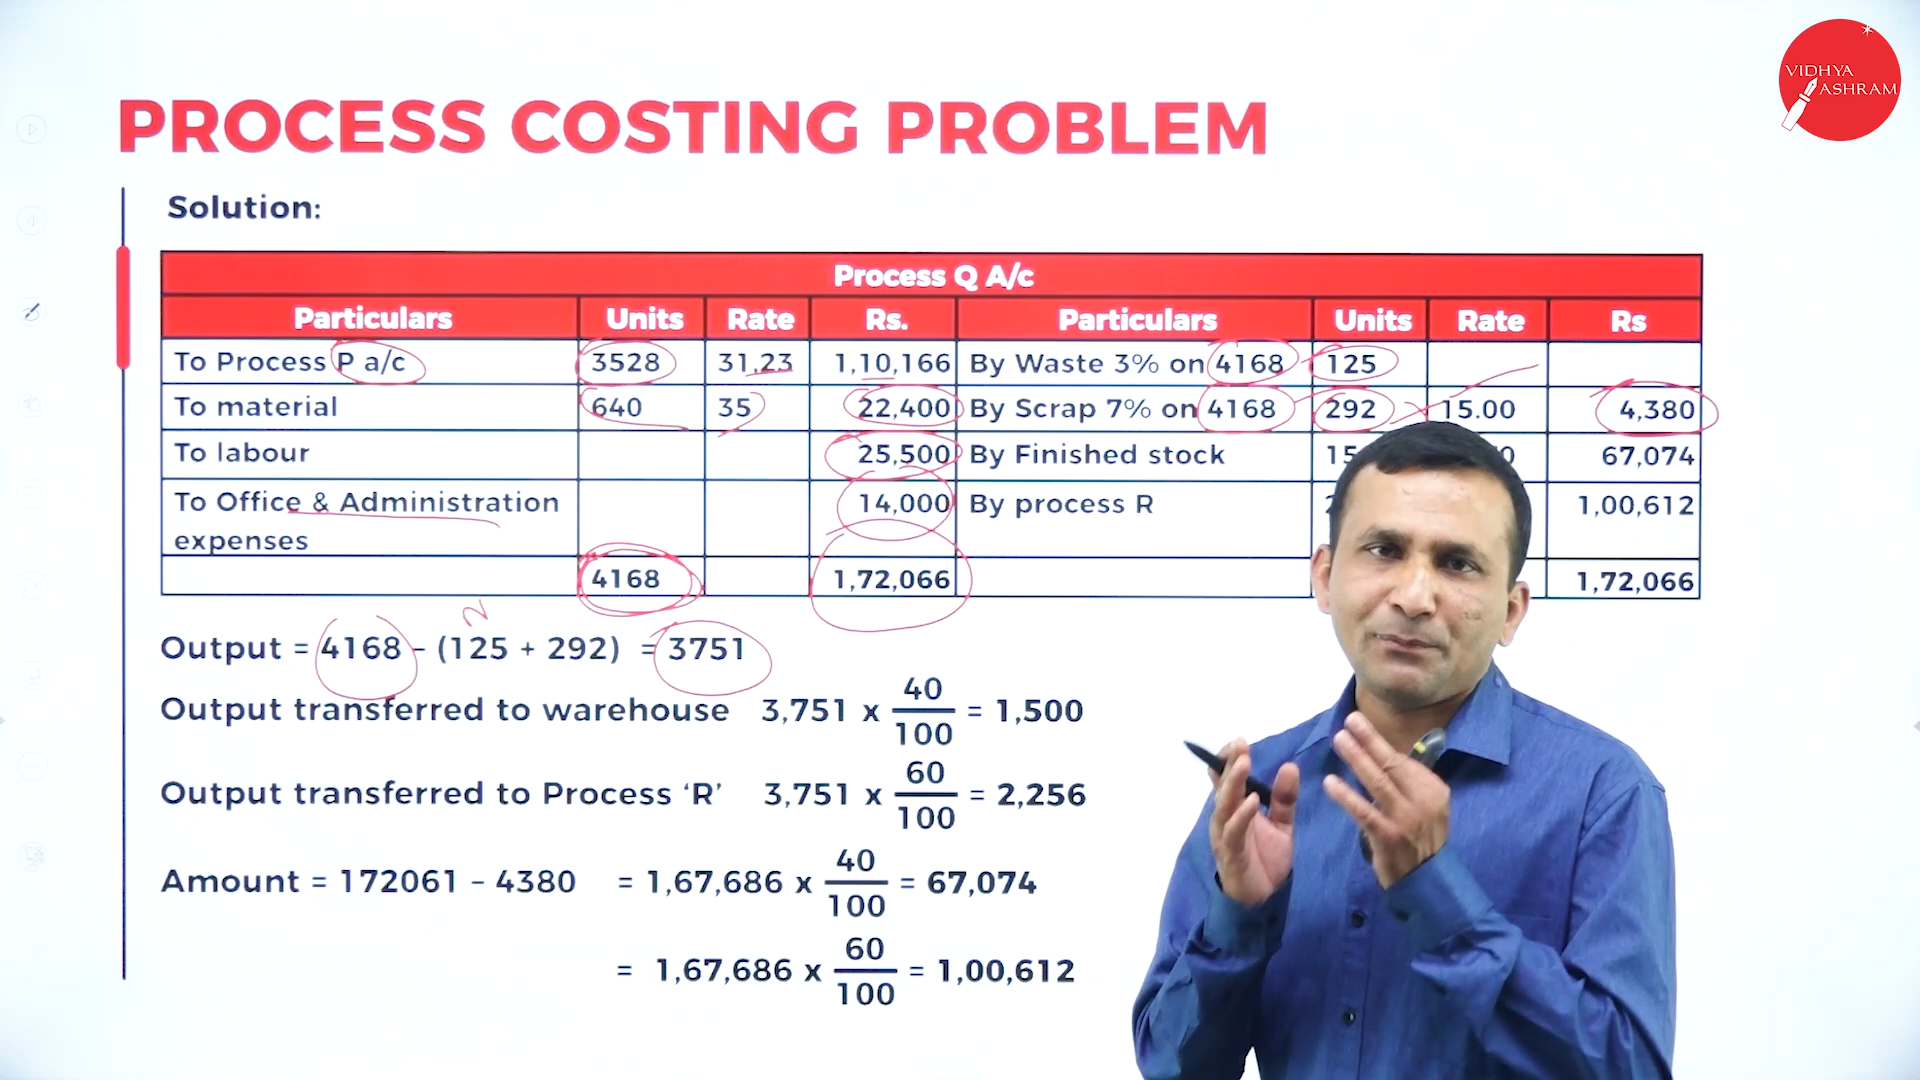 VIDHYA
ASHRAM
PROCESS COSTING PROBLEM
Solution:
Process Q A/c
Particulars Units Rate Rs. Particulars Units Rate Rs
To Process P a/c 3528 31,23 1,10,166 By Waste 3% on 4168 125
To material 640 35 22,400 By Scrap 7% on 4168 292 15.00 4,380
To labour 25,500 By Finished stock 67,074
To Office & Administration 14,000 By process R 1,00,612
expenses
4168 1,72,066 1,72,066
Output = 4168 - (125 + 292) = 3751
Output transferred to warehouse 3,751 x 40/100 = 1,500
Output transferred to Process ‘R’ 3,751 x 60/100 = 2,256
Amount = 172061 - 4380 = 1,67,686 x 40/100 = 67,074
= 1,67,686 x 60/100 = 1,00,612